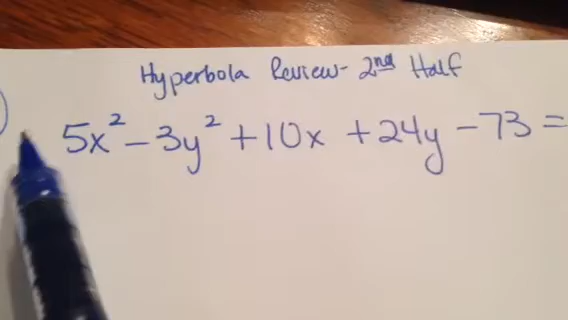 Hyperbola Review - 2nd Half
5x² - 3y² + 10x + 24y - 73 =